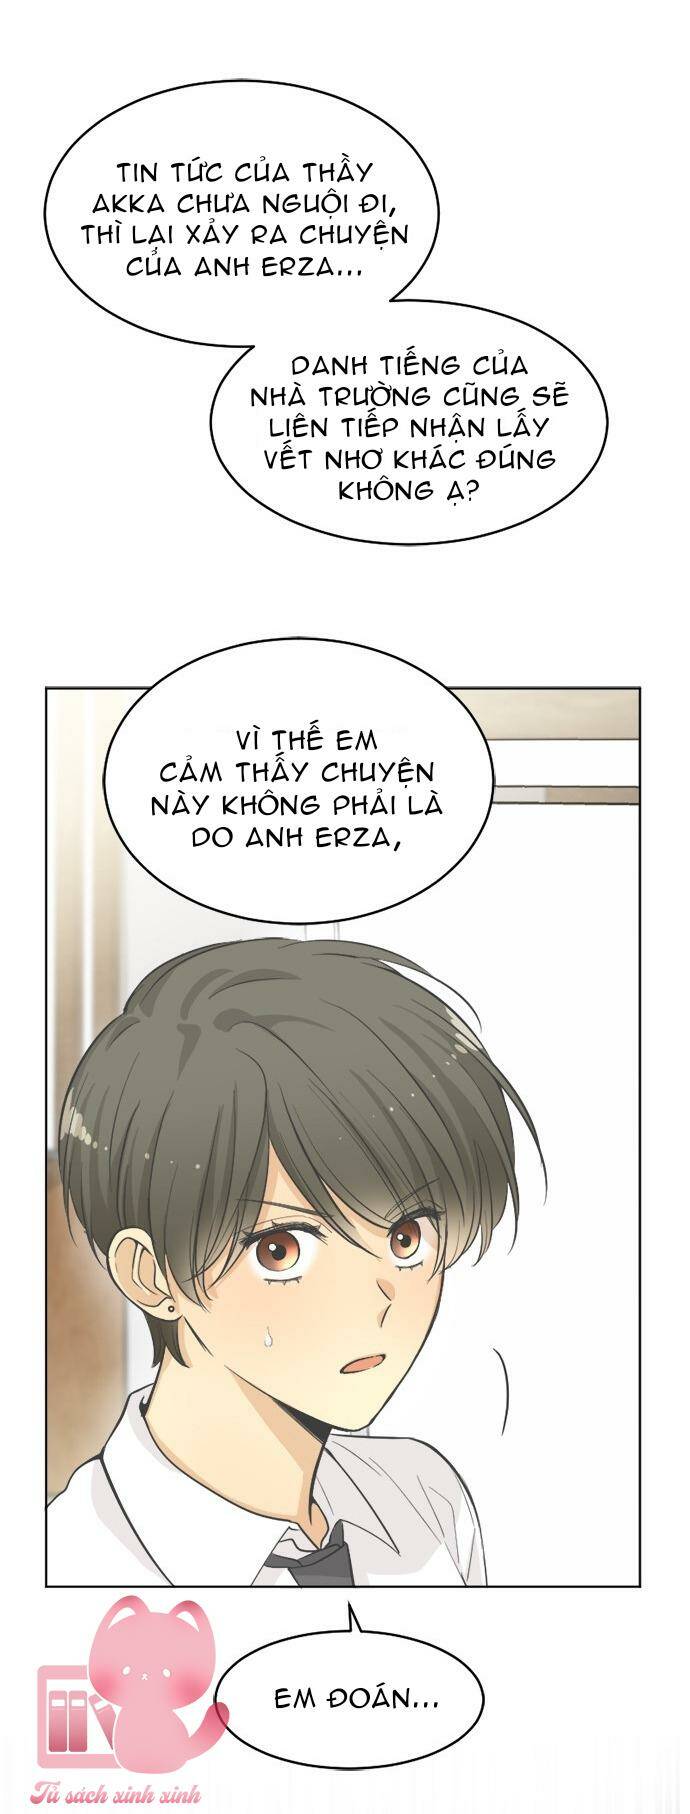 TIN TỨC CỦA THẦY
AKKA CHƯA NGUỘI ĐI,
THÌ LẠI XẢY RA CHUYỆN
CỦA ANH ERZA...
DANH TIẾNG CỦA
NHÀ TRƯỜNG CŨNG SẼ
LIÊN TIẾP NHẬN LẤY
VẾT NHƠ KHÁC ĐÚNG
KHÔNG Ạ?
VÌ THẾ EM
CẢM THẤY CHUYỆN
NÀY KHÔNG PHẢI LÀ
DO ANH ERZA,
EM ĐOÁN...
Tủ sách xinh xinh